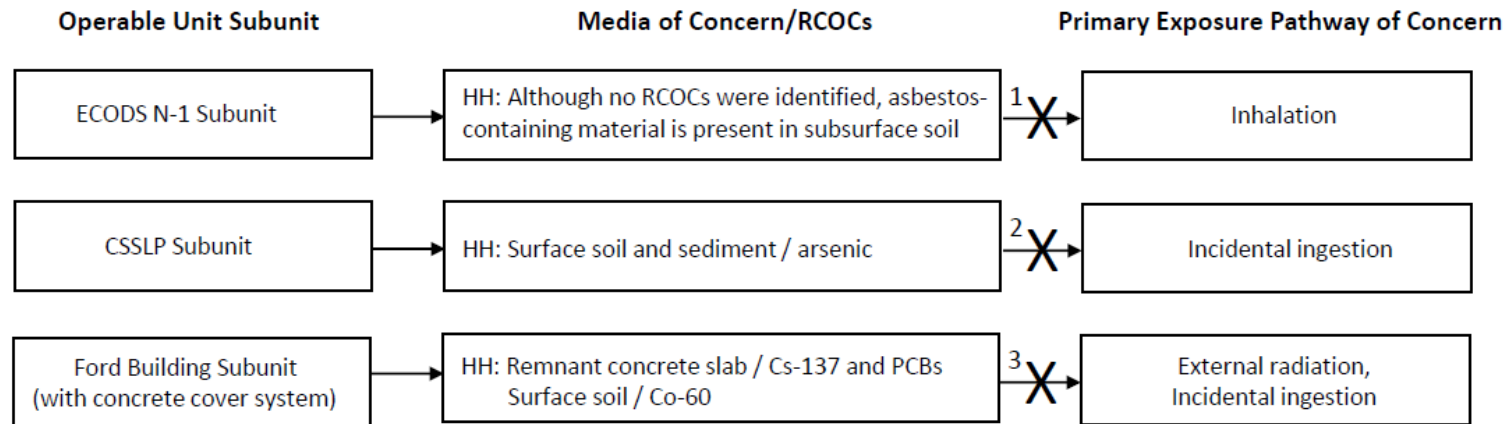 Operable Unit Subunit
Media of Concern/RCOCs
Primary Exposure Pathway of Concern
ECODS N-1 Subunit
HH: Although no RCOCs were identified, asbestos-
containing material is present in subsurface soil
1
X
Inhalation
CSSLP Subunit
HH: Surface soil and sediment / arsenic
2
X
Incidental ingestion
Ford Building Subunit
(with concrete cover system)
HH: Remnant concrete slab / Cs-137 and PCBs
Surface soil / Co-60
3
X
External radiation,
Incidental ingestion